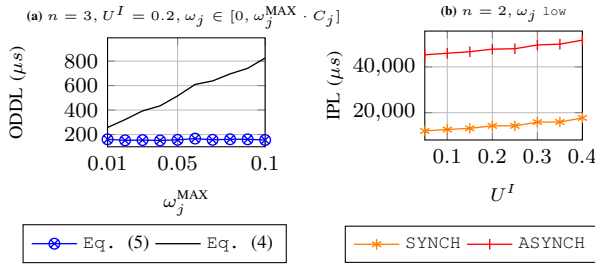 (a) n = 3, U^I = 0.2, ω_j ∈ [0, ω_j^MAX · C_j]
ODDL (μs)
800
600
400
200
0.01
0.05
0.1
ω_j^MAX
Eq. (5)
Eq. (4)
(b) n = 2, ω_j low
IPL (μs)
40,000
20,000
0.1
0.2
0.3
0.4
U^I
SYNCH
ASYNCH